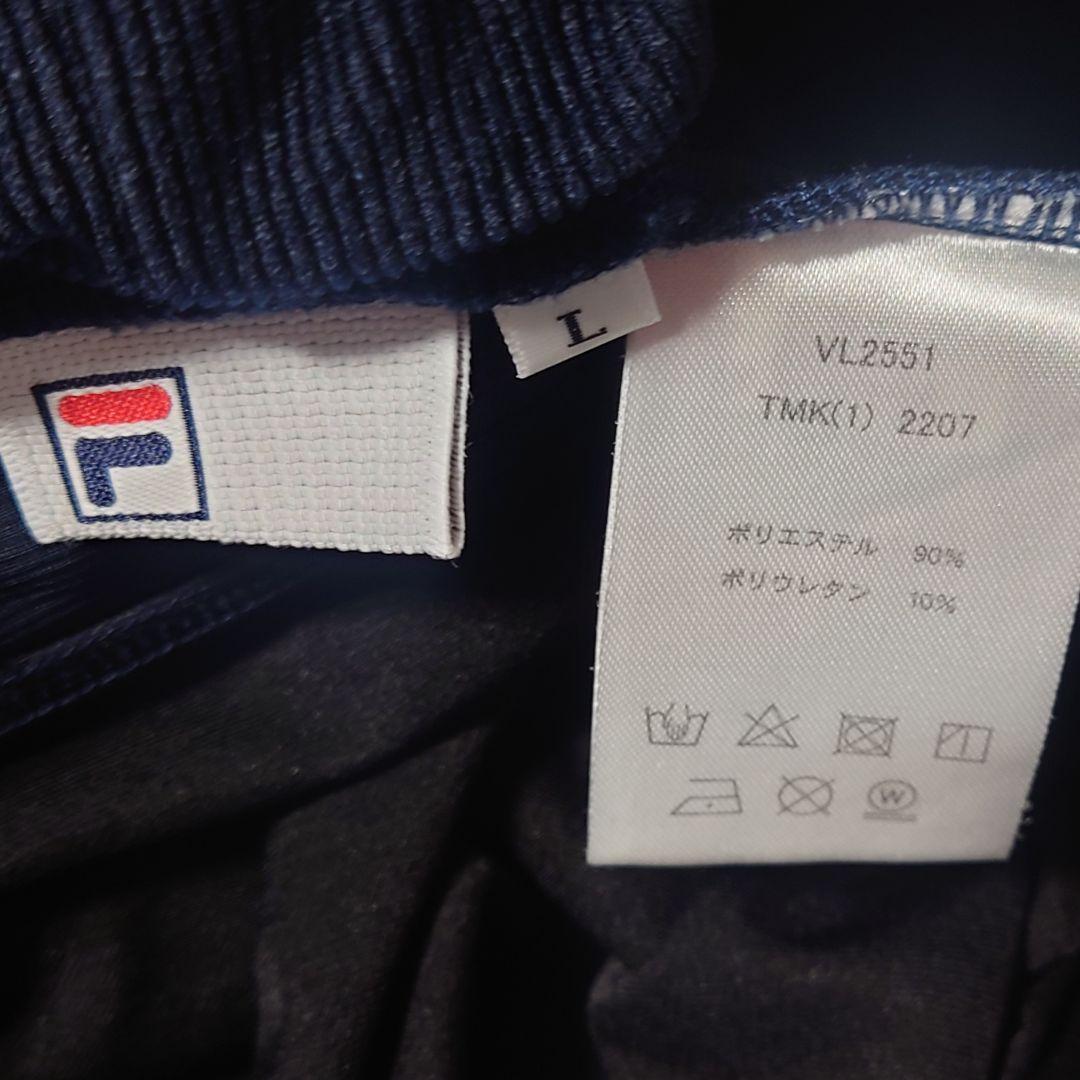 F
L
VL2551
TMK(1) 2207
ポリエステル 90%
ポリウレタン 10%
W